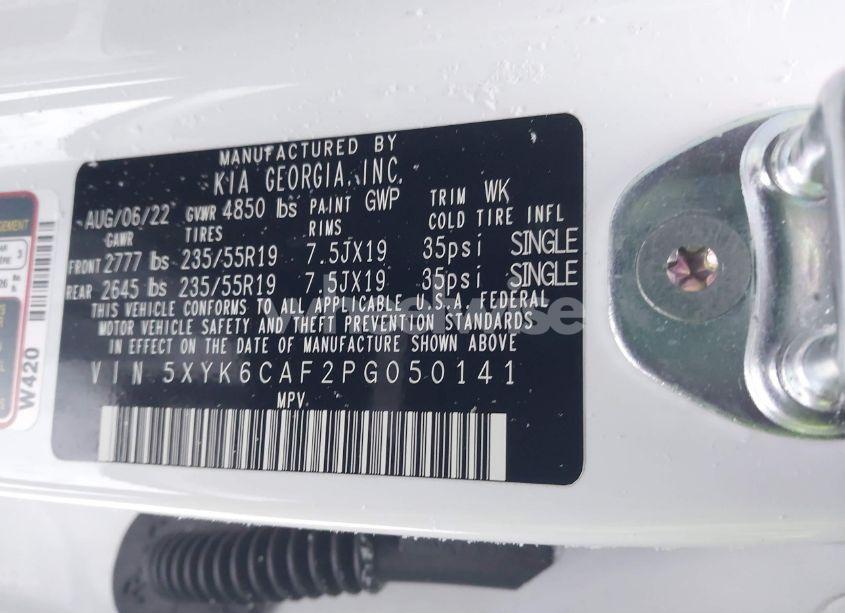 MANUFACTURED BY
KIA GEORGIA, INC.
AUG/06/22 GVWR 4850 lbs PAINT GWP TRIM WK
GAWR TIRES RIMS COLD TIRE INFL
FRONT 2777 lbs 235/55R19 7.5JX19 35psi SINGLE
REAR 2645 lbs 235/55R19 7.5JX19 35psi SINGLE
THIS VEHICLE CONFORMS TO ALL APPLICABLE U.S.A. FEDERAL
MOTOR VEHICLE SAFETY AND THEFT PREVENTION STANDARDS
IN EFFECT ON THE DATE OF MANUFACTURE SHOWN ABOVE
VIN 5XYK6CAF2PG050141
MPV
W420